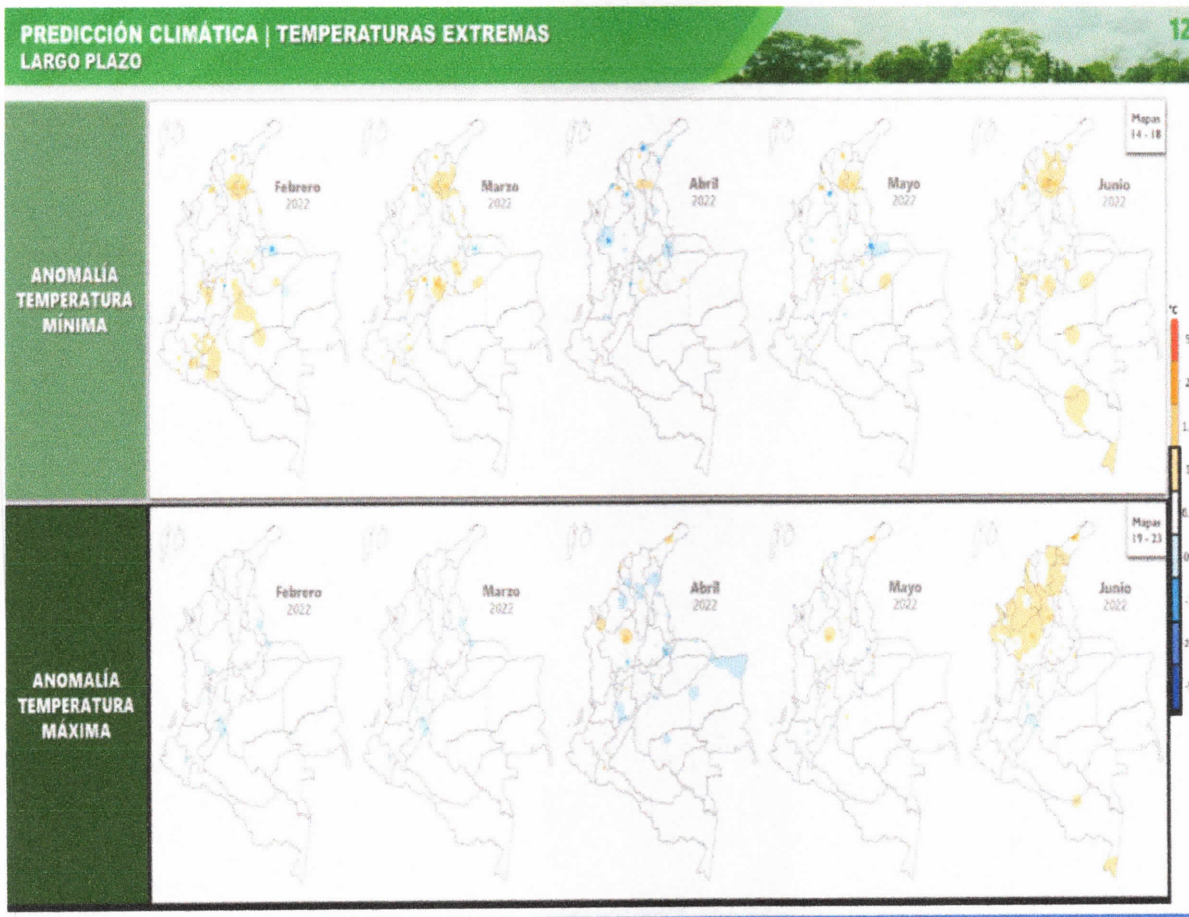 PREDICCIÓN CLIMÁTICA | TEMPERATURAS EXTREMAS
LARGO PLAZO
12
Mapas
14 - 18
Febrero
2022
Marzo
2022
Abril
2022
Mayo
2022
Junio
2022
ANOMALÍA
TEMPERATURA
MÍNIMA
°C
Mapas
19 - 23
Febrero
2022
Marzo
2022
Abril
2022
Mayo
2022
Junio
2022
ANOMALÍA
TEMPERATURA
MÁXIMA